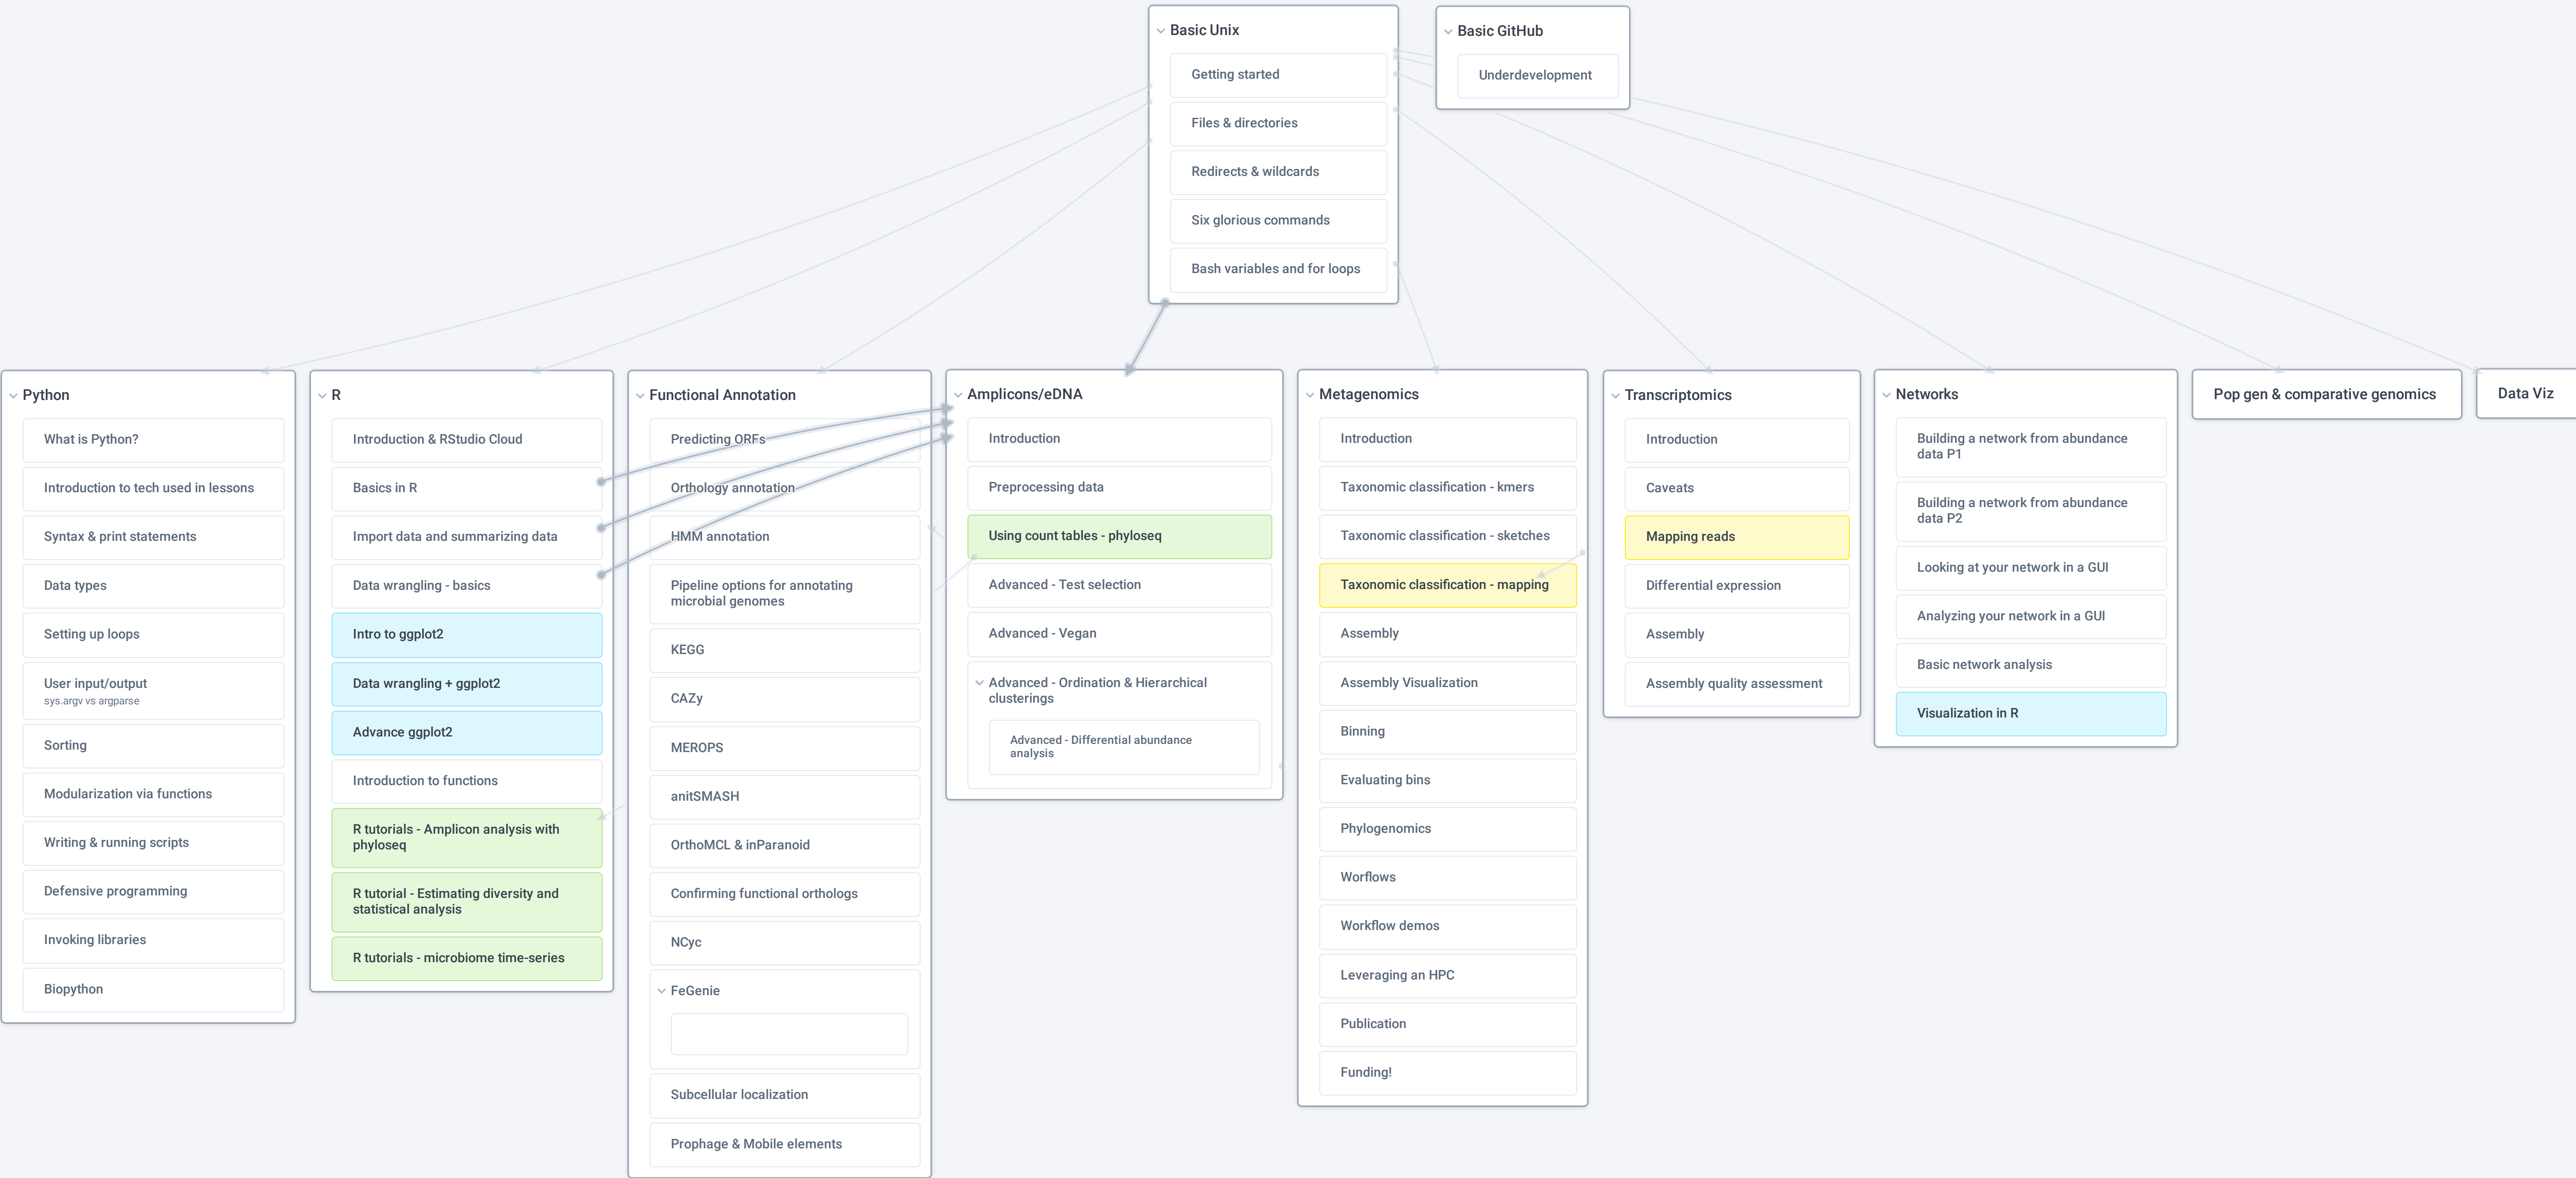 Basic Unix
Getting started
Files & directories
Redirects & wildcards
Six glorious commands
Bash variables and for loops
Basic GitHub
Underdevelopment
Python
What is Python?
Introduction to tech used in lessons
Syntax & print statements
Data types
Setting up loops
User input/output
sys.argv vs argparse
Sorting
Modularization via functions
Writing & running scripts
Defensive programming
Invoking libraries
Biopython
R
Introduction & RStudio Cloud
Basics in R
Import data and summarizing data
Data wrangling - basics
Intro to ggplot2
Data wrangling + ggplot2
Advance ggplot2
Introduction to functions
R tutorials - Amplicon analysis with
phyloseq
R tutorial - Estimating diversity and
statistical analysis
R tutorials - microbiome time-series
Functional Annotation
Predicting ORFs
Orthology annotation
HMM annotation
Pipeline options for annotating
microbial genomes
KEGG
CAZy
MEROPS
anitSMASH
OrthoMCL & inParanoid
Confirming functional orthologs
NCyc
FeGenie
Subcellular localization
Prophage & Mobile elements
Amplicons/eDNA
Introduction
Preprocessing data
Using count tables - phyloseq
Advanced - Test selection
Advanced - Vegan
Advanced - Ordination & Hierarchical
clusterings
Advanced - Differential abundance
analysis
Metagenomics
Introduction
Taxonomic classification - kmers
Taxonomic classification - sketches
Taxonomic classification - mapping
Assembly
Assembly Visualization
Binning
Evaluating bins
Phylogenomics
Worflows
Workflow demos
Leveraging an HPC
Publication
Funding!
Transcriptomics
Introduction
Caveats
Mapping reads
Differential expression
Assembly
Assembly quality assessment
Networks
Building a network from abundance
data P1
Building a network from abundance
data P2
Looking at your network in a GUI
Analyzing your network in a GUI
Basic network analysis
Visualization in R
Pop gen & comparative genomics
Data Viz